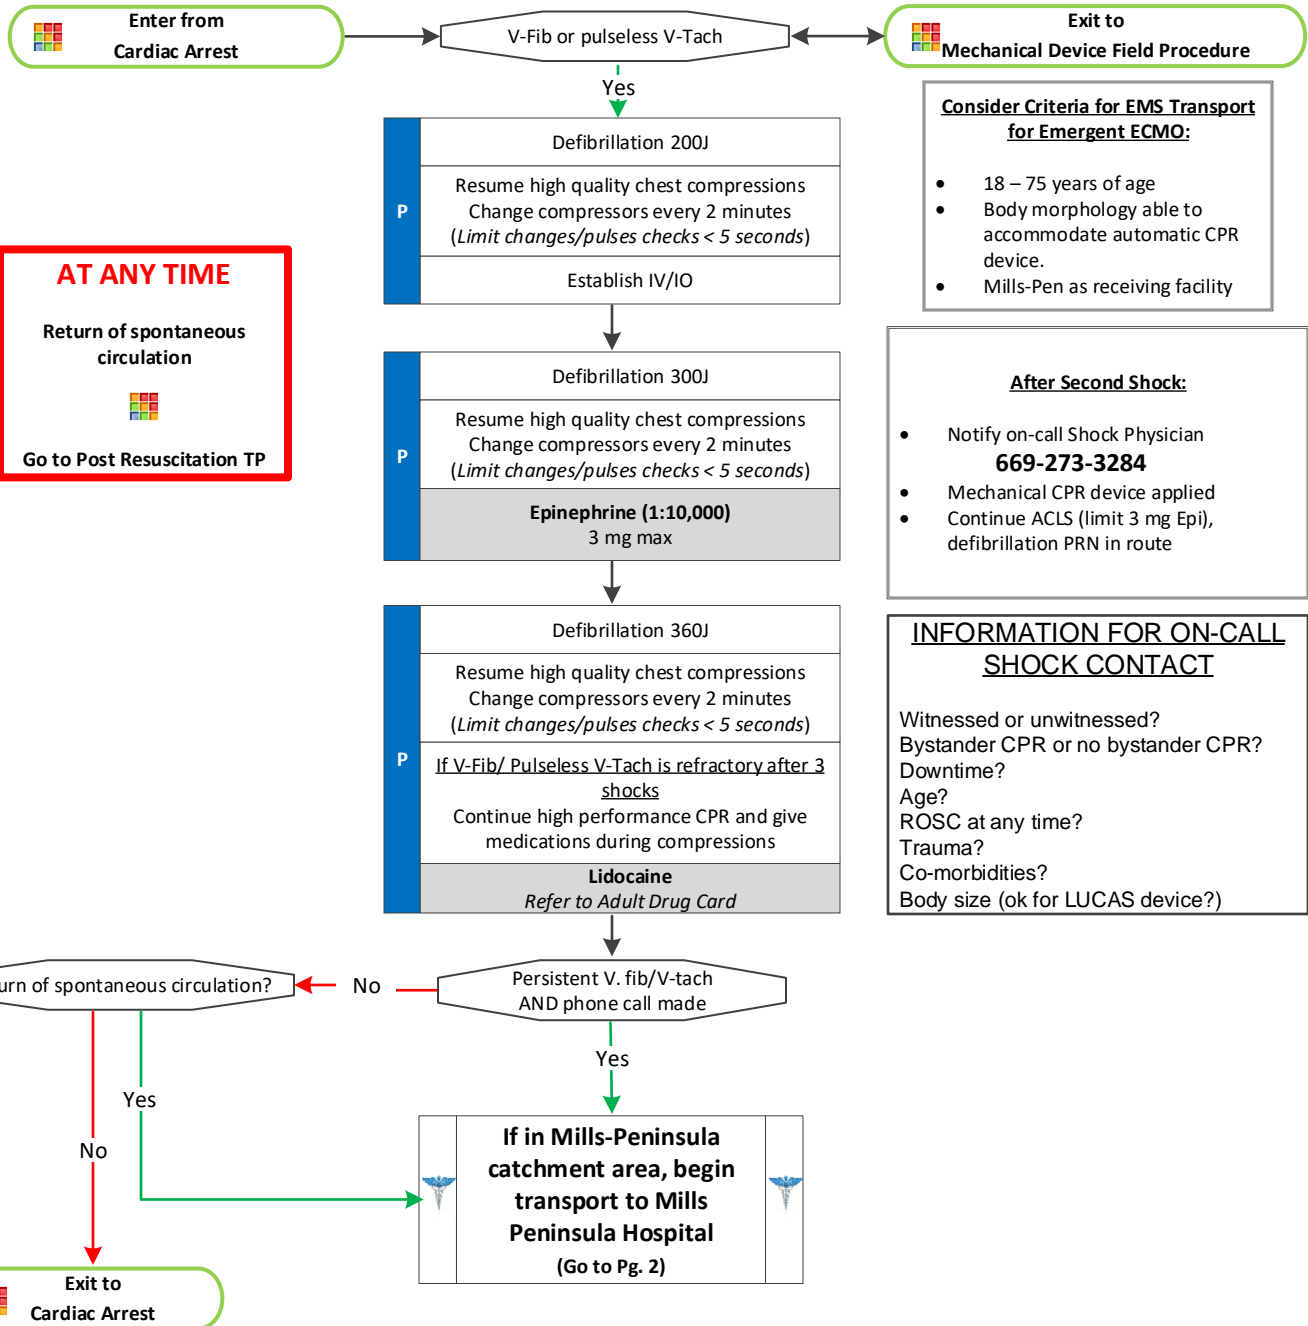 Enter from
Cardiac Arrest
V-Fib or pulseless V-Tach
Exit to
Mechanical Device Field Procedure
Yes
Consider Criteria for EMS Transport
for Emergent ECMO:
• 18 – 75 years of age
• Body morphology able to
accommodate automatic CPR
device.
• Mills-Pen as receiving facility
P
Defibrillation 200J
Resume high quality chest compressions
Change compressors every 2 minutes
(Limit changes/pulses checks < 5 seconds)
Establish IV/IO
AT ANY TIME
Return of spontaneous
circulation
Go to Post Resuscitation TP
P
Defibrillation 300J
Resume high quality chest compressions
Change compressors every 2 minutes
(Limit changes/pulses checks < 5 seconds)
Epinephrine (1:10,000)
3 mg max
After Second Shock:
• Notify on-call Shock Physician
669-273-3284
• Mechanical CPR device applied
• Continue ACLS (limit 3 mg Epi),
defibrillation PRN in route
P
Defibrillation 360J
Resume high quality chest compressions
Change compressors every 2 minutes
(Limit changes/pulses checks < 5 seconds)
If V-Fib/ Pulseless V-Tach is refractory after 3
shocks
Continue high performance CPR and give
medications during compressions
Lidocaine
Refer to Adult Drug Card
INFORMATION FOR ON-CALL
SHOCK CONTACT
Witnessed or unwitnessed?
Bystander CPR or no bystander CPR?
Downtime?
Age?
ROSC at any time?
Trauma?
Co-morbidities?
Body size (ok for LUCAS device?)
Persistent V. fib/V-tach
AND phone call made
No
urn of spontaneous circulation?
Yes
Yes
No
If in Mills-Peninsula
catchment area, begin
transport to Mills
Peninsula Hospital
(Go to Pg. 2)
Exit to
Cardiac Arrest